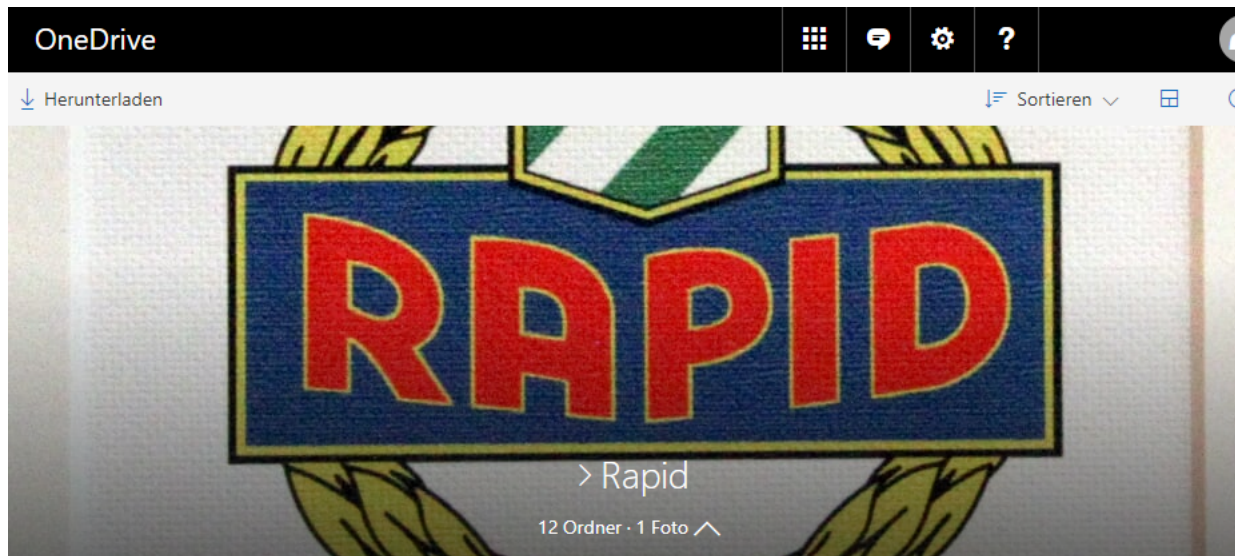 OneDrive
?
Herunterladen
Sortieren
RAPID
> Rapid
12 Ordner · 1 Foto